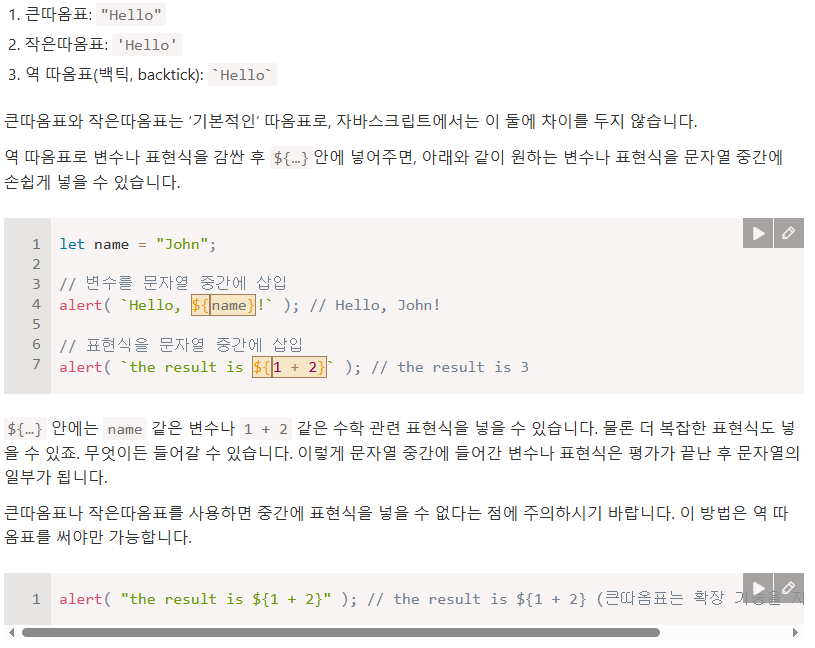 1. 큰따옴표: "Hello"
2. 작은따옴표: 'Hello'
3. 역 따옴표(백틱, backtick): `Hello`
큰따옴표와 작은따옴표는 ‘기본적인’ 따옴표로, 자바스크립트에서는 이 둘에 차이를 두지 않습니다.
역 따옴표로 변수나 표현식을 감싼 후 ${…}안에 넣어주면, 아래와 같이 원하는 변수나 표현식을 문자열 중간에
손쉽게 넣을 수 있습니다.
1 let name = "John";
2
3 // 변수를 문자열 중간에 삽입
4 alert( `Hello, ${name}!` ); // Hello, John!
5
6 // 표현식을 문자열 중간에 삽입
7 alert( `the result is ${1 + 2}` ); // the result is 3
${…} 안에는 name 같은 변수나 1 + 2 같은 수학 관련 표현식을 넣을 수 있습니다. 물론 더 복잡한 표현식도 넣
을 수 있죠. 무엇이든 들어갈 수 있습니다. 이렇게 문자열 중간에 들어간 변수나 표현식은 평가가 끝난 후 문자열의
일부가 됩니다.
큰따옴표나 작은따옴표를 사용하면 중간에 표현식을 넣을 수 없다는 점에 주의하시기 바랍니다. 이 방법은 역 따
옴표를 써야만 가능합니다.
1 alert( "the result is ${1 + 2}" ); // the result is ${1 + 2} (큰따옴표는 확장 기능을